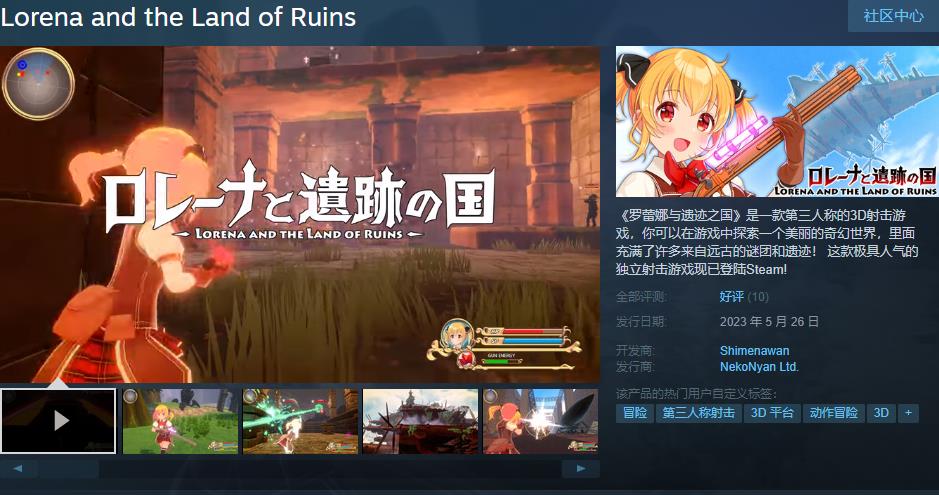 Lorena and the Land of Ruins
社区中心
ロレーナと遺跡の国
LORENA AND THE LAND OF RUINS
GUN ENERGY
ロレーナと遺跡の国
LORENA AND THE LAND OF RUINS
《罗蕾娜与遗迹之国》是一款第三人称的3D射击游
戏，你可以在游戏中探索一个美丽的奇幻世界，里面
充满了许多来自远古的谜团和遗迹！ 这款极具人气的
独立射击游戏现已登陆Steam!
全部评测: 好评 (10)
发行日期: 2023 年 5 月 26 日
开发商: Shimenawan
发行商: NekoNyan Ltd.
该产品的热门用户自定义标签:
冒险 第三人称射击 3D 平台 动作冒险 3D +